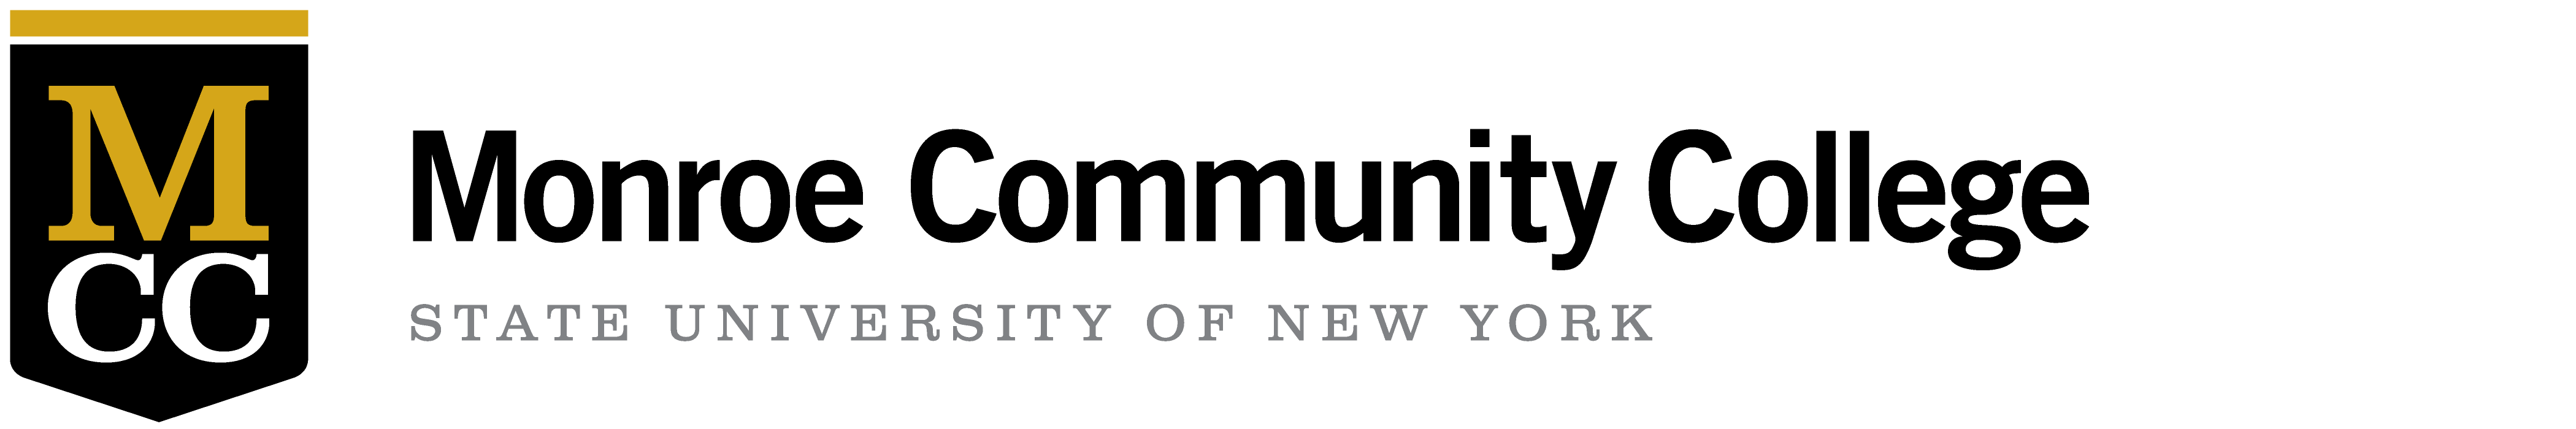 M
CC
Monroe Community College
STATE UNIVERSITY OF NEW YORK